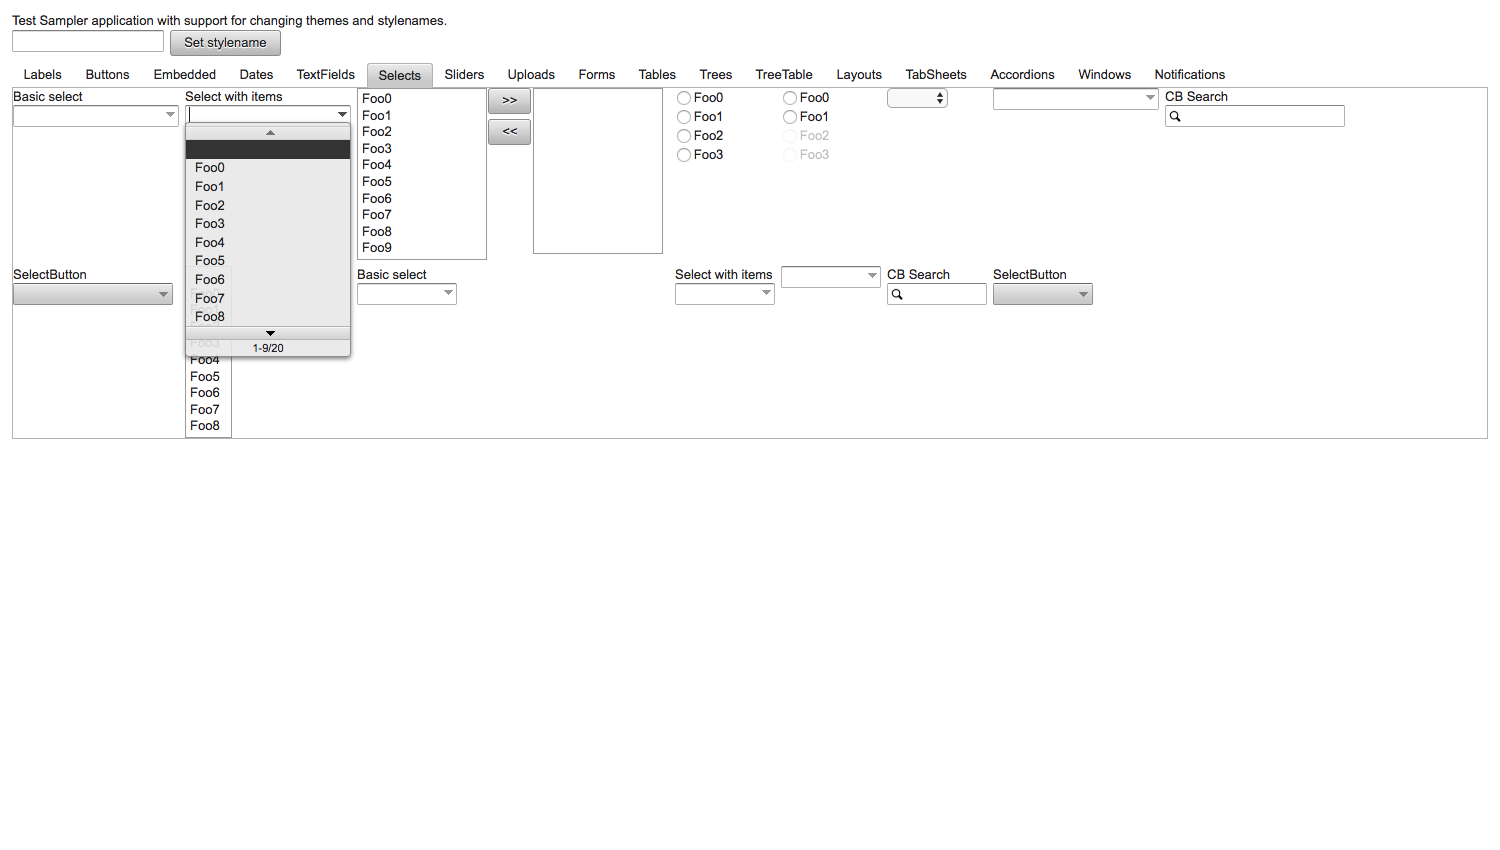 Test Sampler application with support for changing themes and stylenames.
Set stylename
Labels Buttons Embedded Dates TextFields Selects Sliders Uploads Forms Tables Trees TreeTable Layouts TabSheets Accordions Windows Notifications
Basic select
Select with items
Foo0
Foo1
Foo2
Foo3
Foo4
Foo5
Foo6
Foo7
Foo8
1-9/20
Foo0
Foo1
Foo2
Foo3
Foo4
Foo5
Foo6
Foo7
Foo8
Foo9
>>
<<
Foo0
Foo1
Foo2
Foo3
Foo0
Foo1
Foo2
Foo3
CB Search
SelectButton
Foo3
Foo4
Foo5
Foo6
Foo7
Foo8
Basic select
Select with items
CB Search
SelectButton